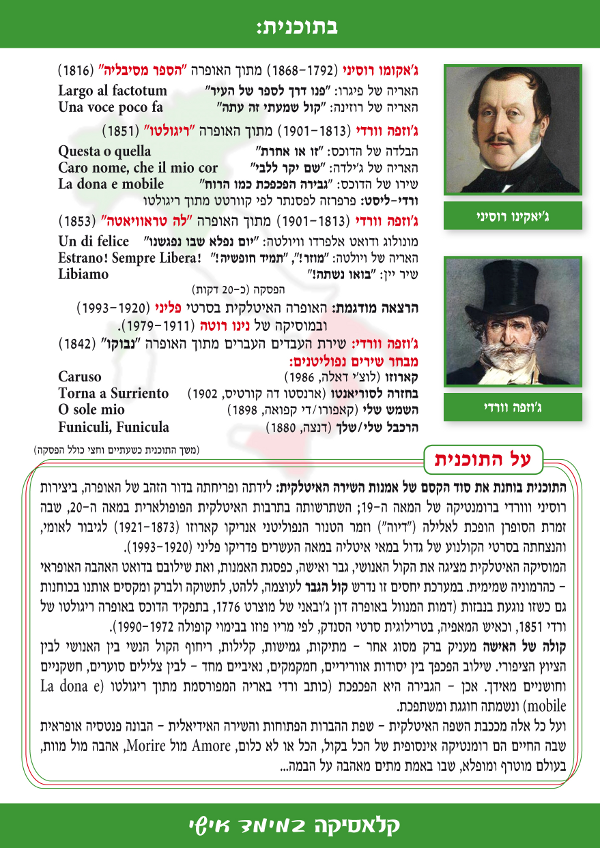 בתוכנית:
ג'אקומו רוסיני (1792–1868) מתוך האופרה "הספר מסיבליה" (1816)
האריה של פיגרו: "פנו דרך לספר של העיר" Largo al factotum
האריה של רוזינה: "קול שמעתי זה עתה" Una voce poco fa
ג'וזפה וורדי (1813–1901) מתוך האופרה "ריגולטו" (1851)
הבלדה של הדוכס: "זו או אחרת" Questa o quella
האריה של ג'ילדה: "שם יקר ללבי" Caro nome, che il mio cor
שירו של הדוכס: "גבירה הפכפכת כמו הרוח" La dona e mobile
ורדי–ליסט: פרפרזה לפסנתר לפי קוורטט מתוך ריגולטו
ג'וזפה וורדי (1813–1901) מתוך האופרה "לה טראוויאטה" (1853)
מונולוג ודואט אלפרדו וויולטה: "יום נפלא שבו נפגשנו" Un di felice
האריה של ויולטה: "מוזר!", "תמיד חופשיה!" Estrano! Sempre Libera!
שיר יין: "בואו נשתה!" Libiamo
הפסקה (כ–20 דקות)
הרצאה מודגמת: האופרה האיטלקית בסרטי פליני (1920–1993)
ובמוסיקה של נינו רוטה (1911–1979).
ג'וזפה וורדי: שירת העבדים העברים מתוך האופרה "נבוקו" (1842)
מבחר שירים נפוליטנים:
קארוזו (לוצ'י דאלה, 1986) Caruso
בחזרה לסוריאנטו (ארנסטו דה קורטיס, 1902) Torna a Surriento
השמש שלי (קאפורו/די קפואה, 1898) O sole mio
הרכבל שלי/שלך (דנצה, 1880) Funiculi, Funicula
(משך התוכנית כשעתיים וחצי כולל הפסקה)
ג'יאקינו רוסיני
ג'וזפה וורדי
על התוכנית
התוכנית בוחנת את סוד הקסם של אמנות השירה האיטלקית: לידתה ופריחתה בדור הזהב של האופרה, ביצירות
רוסיני ווורדי ברומנטיקה של המאה ה–19; השתרשותה בתרבות האיטלקית הפופולארית במאה ה–20, שבה
זמרת הסופרן הופכת לאלילה ("דיוה") וזמר הטנור הנפוליטני אנריקו קארוזו (1873–1921) לגיבור לאומי,
והנצחתה בסרטי הקולנוע של גדול במאי איטליה במאה העשרים פדריקו פליני (1920–1993).
המוסיקה האיטלקית מציגה את הקול האנושי, גבר ואישה, כפסגת האמנות, ואת שילובם בדואט האהבה האופראי
– כהרמוניה שמימית. במערכת יחסים זו נדרש קול הגבר לעוצמה, ללהט, לתשוקה ולברק ומקסים אותנו בכוחנות
גם כשזו נוגעת בנבזות (דמות המנוול באופרה דון ג'ובאני של מוצרט 1776, בתפקיד הדוכס באופרה ריגולטו של
ורדי 1851, וכאיש המאפיה, בטרילוגית סרטי הסנדק, לפי מריו פוזו בבימוי קופולה 1972–1990).
קולה של האישה מעניק ברק מסוג אחר – מתיקות, גמישות, קלילות, ריחוף הקול הנשי בין האנושי לבין
הציוץ הציפורי. שילוב הפכפך בין יסודות אווריריים, חמקמקים, נאיביים מחד – לבין צלילים סוערים, חשקניים
וחושניים מאידך. אכן – הגבירה היא הפכפכת (כותב ורדי באריה המפורסמת מתוך ריגולטו La dona e)
mobile) ונשמתה חוגגת ומשתפכת.
ועל כל אלה מככבת השפה האיטלקית – שפת ההברות הפתוחות והשירה האידיאלית – הבונה פנטסיה אופראית
שבה החיים הם רומנטיקה אינסופית של הכל בקול, הכל או לא כלום, Amore מול Morire, אהבה מול מוות,
בעולם מוטרף ומופלא, שבו באמת מתים מאהבה על הבמה...
קלאסיקה במימד אישי